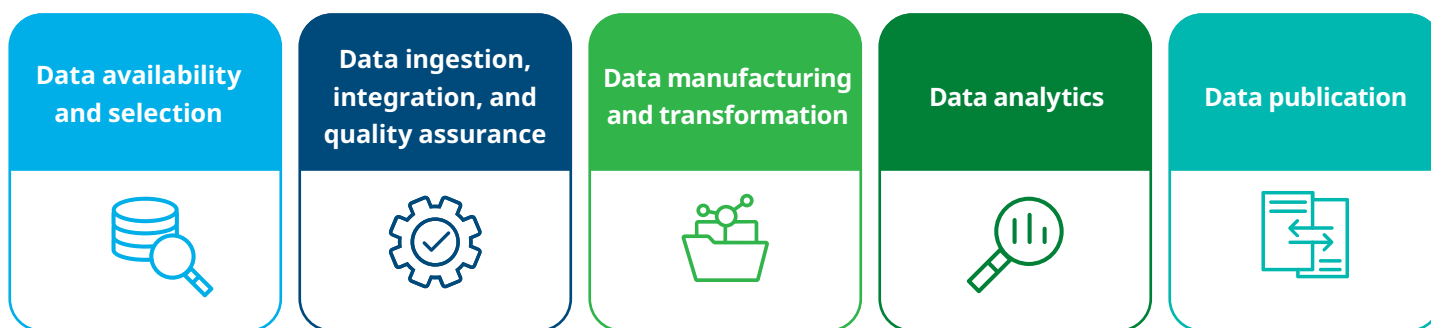 Data availability
and selection
Data ingestion,
integration, and
quality assurance
Data manufacturing
and transformation
Data analytics
Data publication